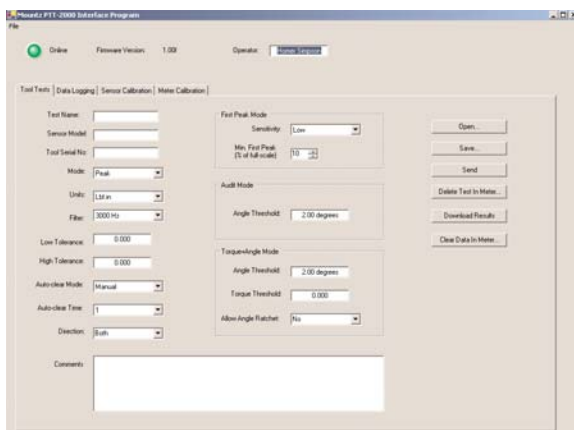 Mountz PTT-2000 Interface Program
File
Online Firmware Version: 1.00f Operator: Homer Simpson
Tool Tests Data Logging Sensor Calibration Meter Calibration
Test Name:
Sensor Model:
Tool Serial No:
Mode: Peak
Units: Lbf.in
Filter: 3000 Hz
Low Tolerance: 0.000
High Tolerance: 0.000
Auto-clear Mode: Manual
Auto-clear Time: 1
Direction: Both
Comments:
First Peak Mode
Sensitivity: Low
Min. First Peak
(% of full-scale) 10
Audit Mode
Angle Threshold: 2.00 degrees
Torque+Angle Mode
Angle Threshold: 2.00 degrees
Torque Threshold: 0.000
Allow Angle Ratchet: No
Open...
Save...
Send
Delete Test In Meter...
Download Results
Clear Data In Meter...